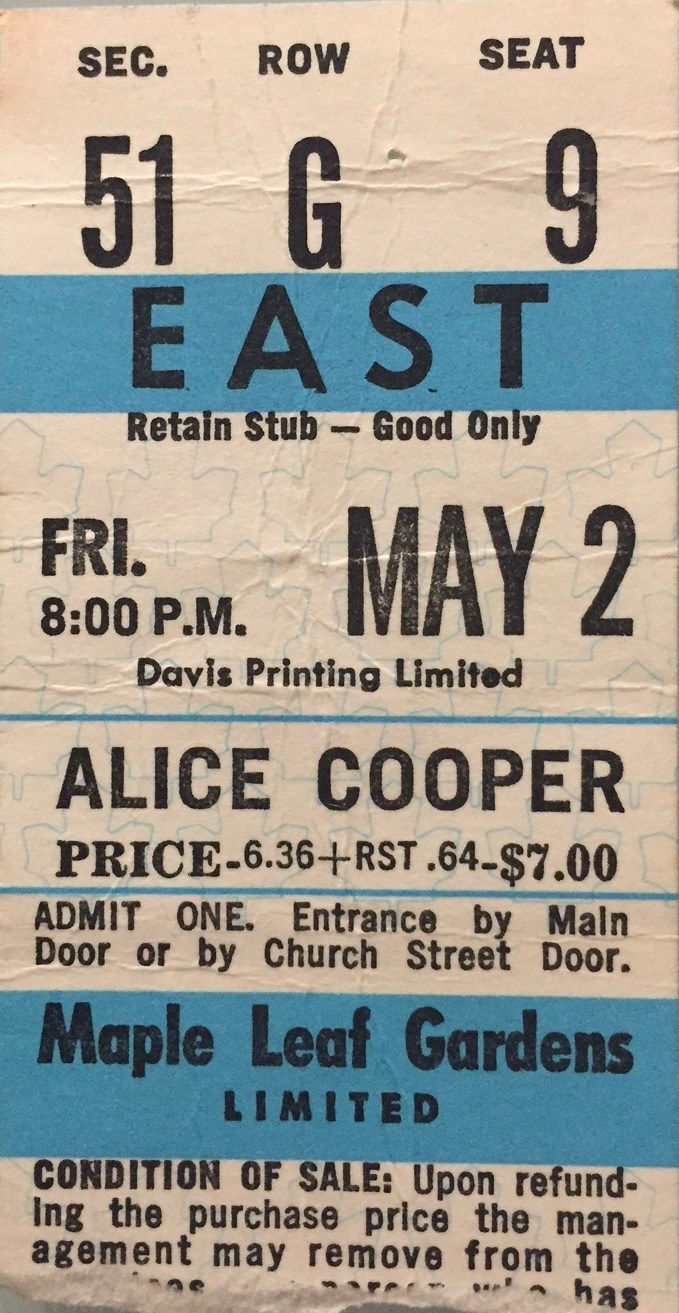 SEC. ROW SEAT
51 G 9
EAST
Retain Stub — Good Only
FRI. MAY 2
8:00 P.M.
Davis Printing Limited
ALICE COOPER
PRICE-6.36+RST .64-$7.00
ADMIT ONE. Entrance by Main
Door or by Church Street Door.
Maple Leaf Gardens
LIMITED
CONDITION OF SALE: Upon refund-
ing the purchase price the man-
agement may remove from the
person who has